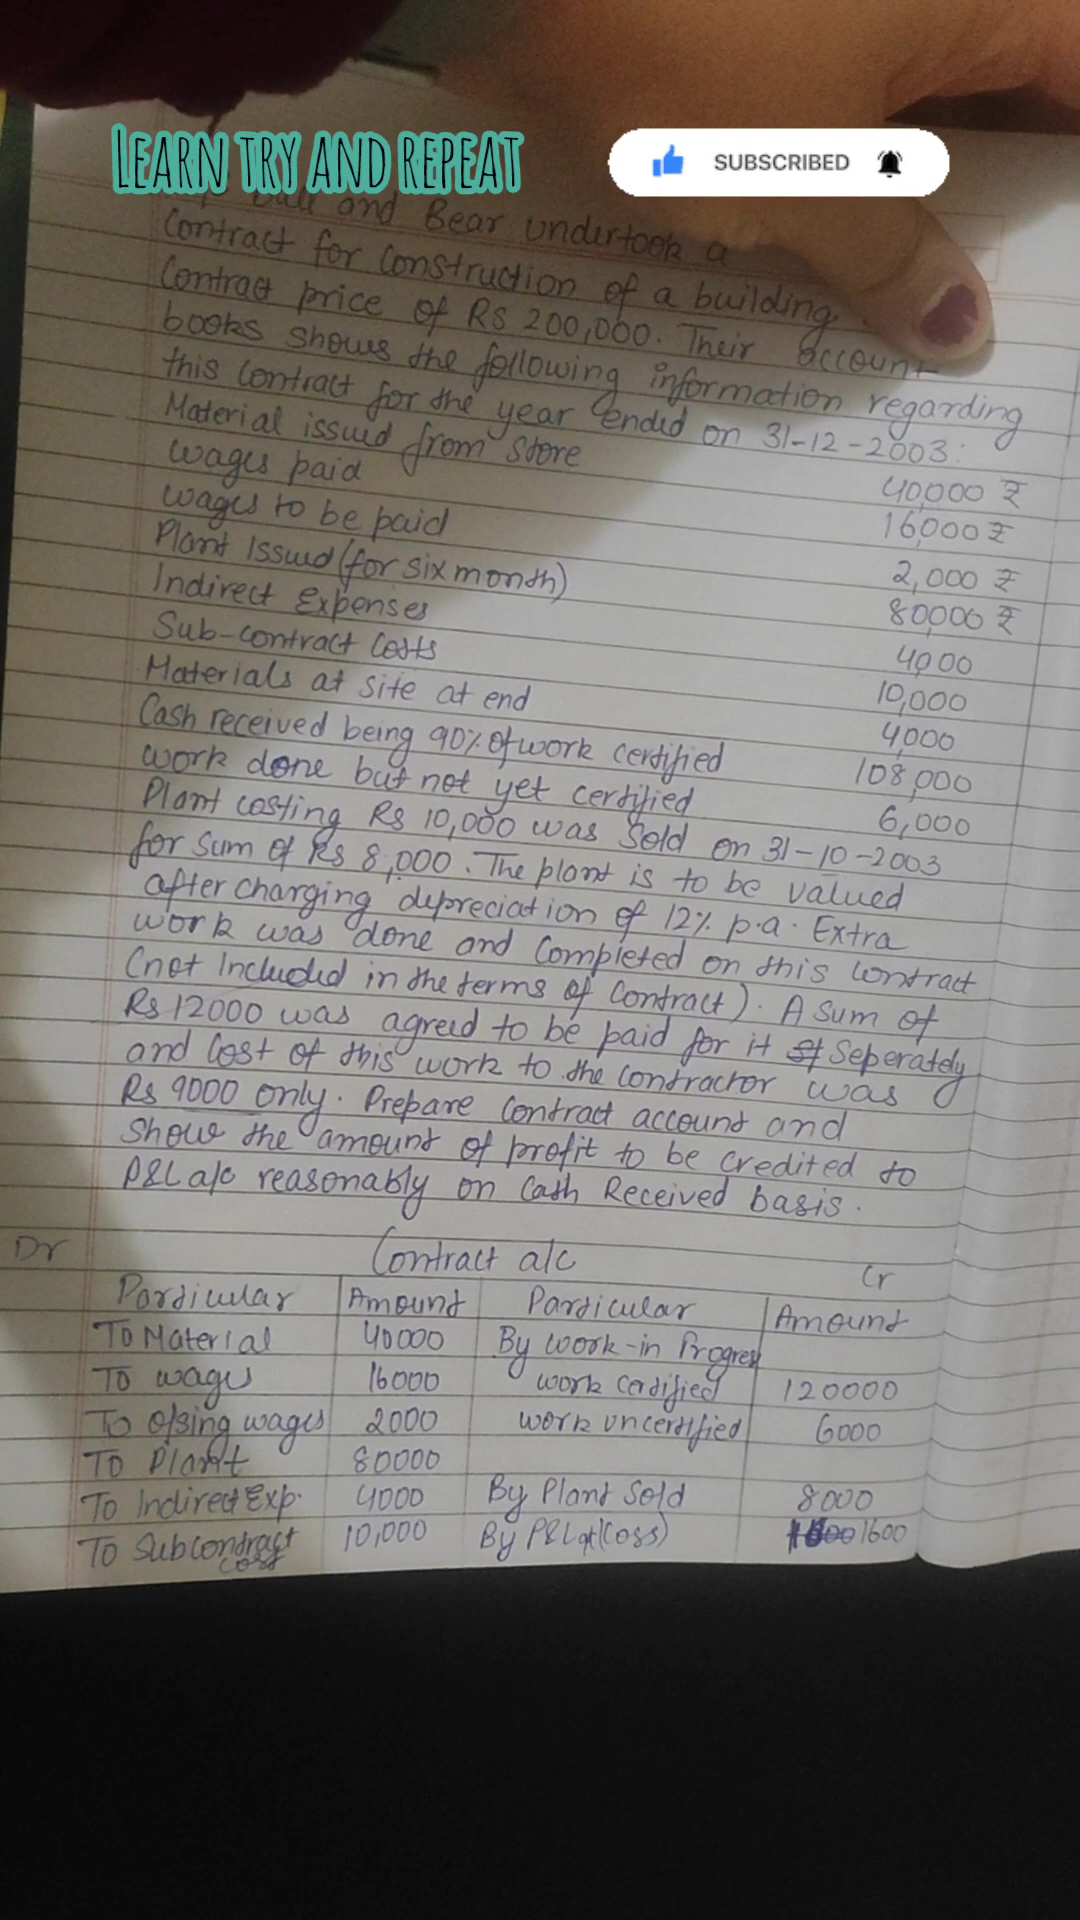 LEARN TRY AND REPEAT
SUBSCRIBED
and Bear undertook a
Contract for construction of a building
Contract price of RS 200,000. Their account
books shows the following information regarding
this contract for the year ended on 31-12-2003:
Material issued from store 40,000 ₹
wages paid 16,000 ₹
wages to be paid 2,000 ₹
Plant Issued (for six month) 80,000 ₹
Indirect Expenses 4000
Sub-contract Costs 10,000
Materials at site at end 4000
Cash received being 90% of work certified 108,000
work done but not yet certified 6,000
Plant costing RS 10,000 was sold on 31-10-2003
for sum of Rs 8,000. The plant is to be valued
after charging depreciation of 12% p.a. Extra
work was done and completed on this contract
(not Included in the terms of contract). A sum of
Rs 12000 was agreed to be paid for it Seperately
and cost of this work to the contractor was
Rs 9000 only. Prepare contract account and
show the amount of profit to be credited to
P&L a/c reasonably on Cash Received basis.
Dr Contract a/c Cr
Particular Amount Particular Amount
To Material 40000 By work-in Progress
To wages 16000 work certified 120000
To o/sing wages 2000 work uncertified 6000
To Plant 80000
To Indirect Exp. 4000 By Plant Sold 8000
To Subcontract cost 10,000 By P&L a/c (loss) 1600